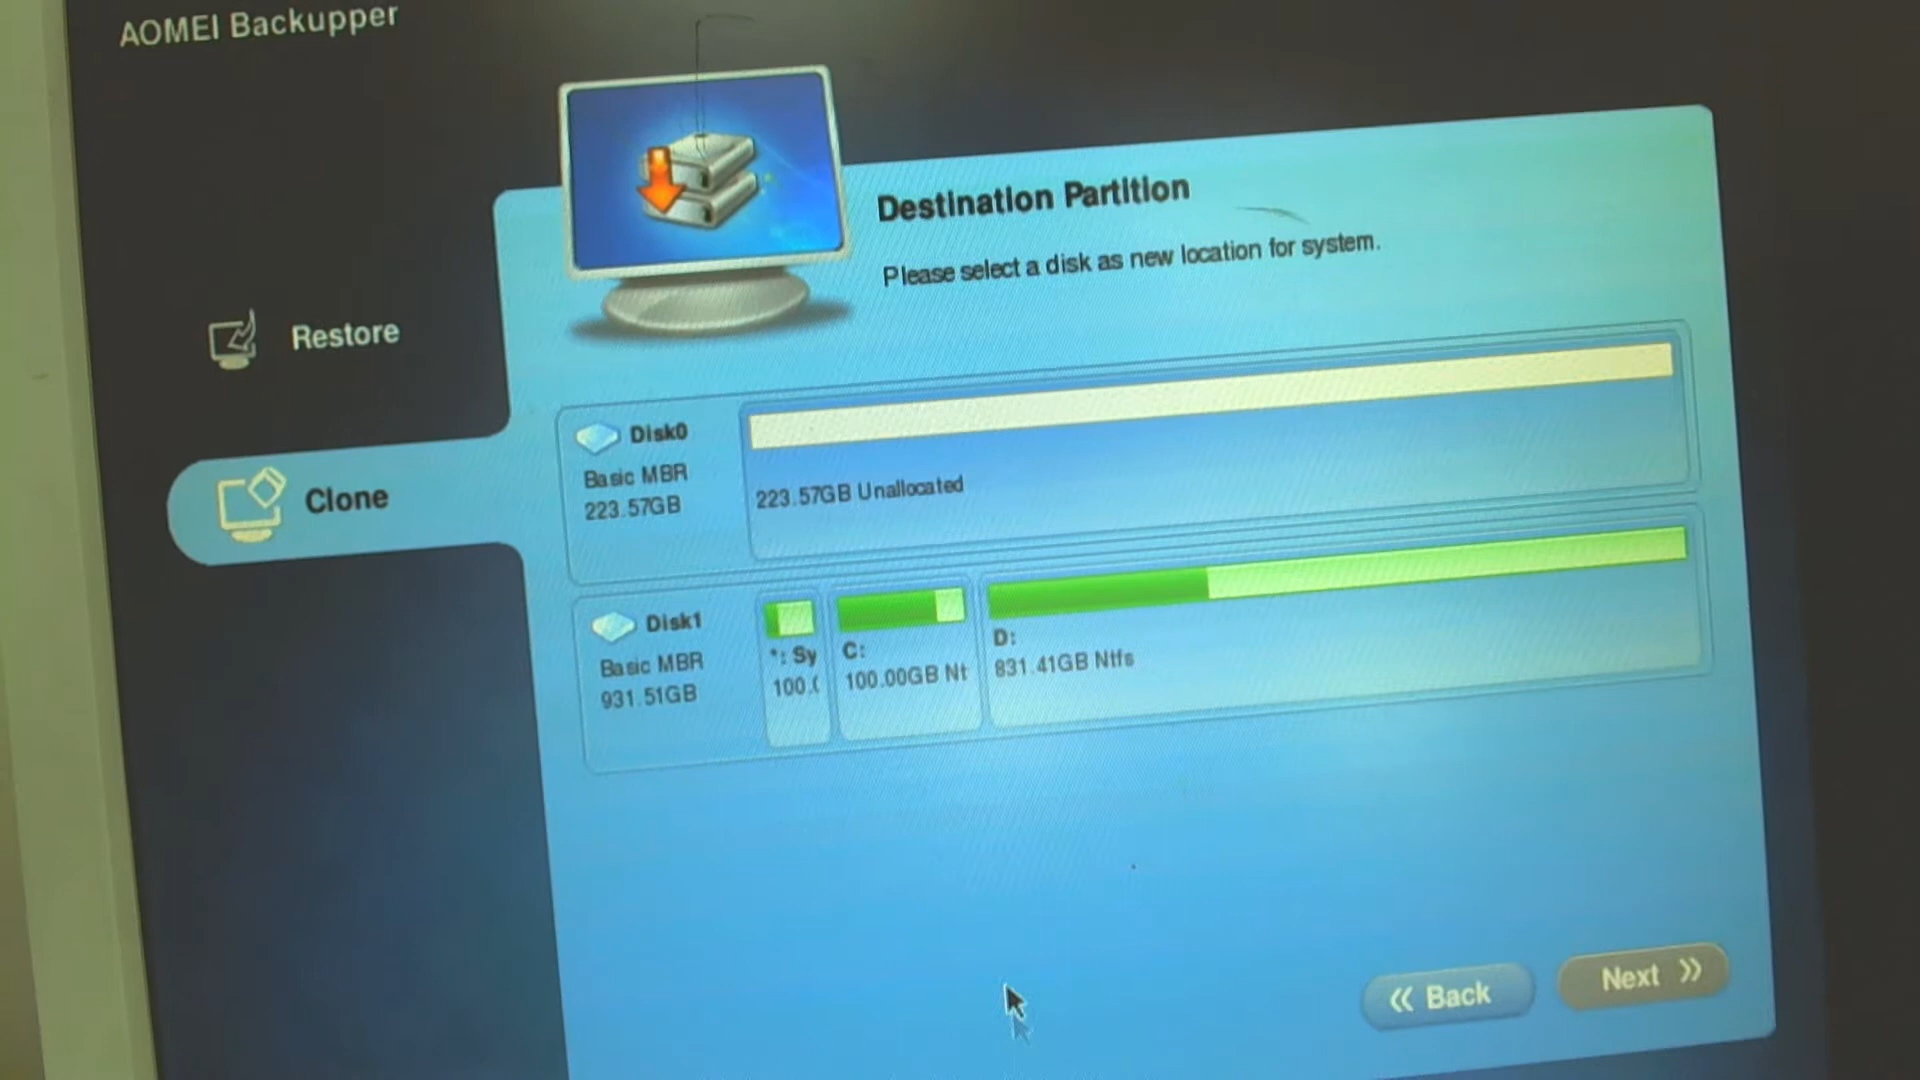 AOMEI Backupper
Destination Partition
Please select a disk as new location for system.
Restore
Clone
Disk0
Basic MBR
223.57GB
223.57GB Unallocated
Disk1
Basic MBR
931.51GB
*: Sy
100.(
C:
100.00GB Nt
D:
831.41GB Ntfs
« Back
Next »